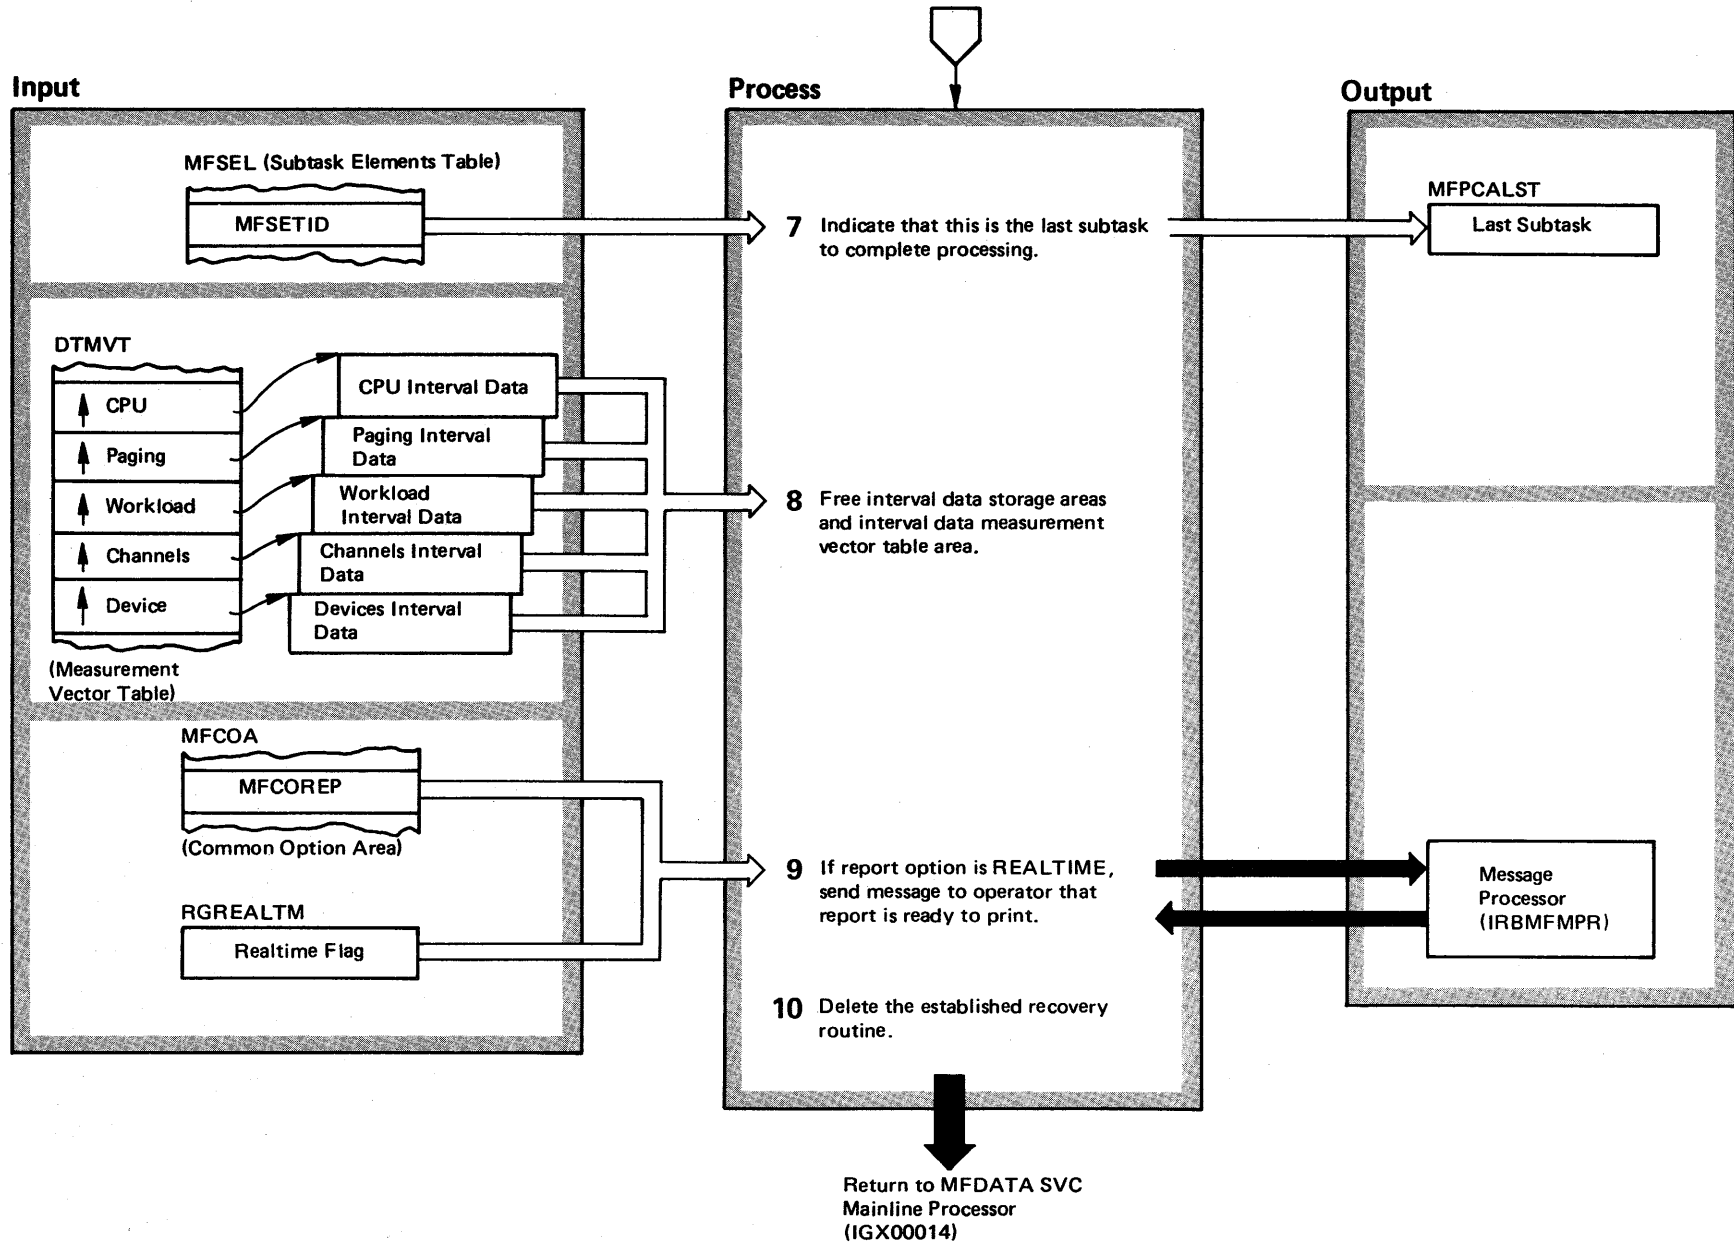 Input
MFSEL (Subtask Elements Table)
MFSETID
DTMVT
CPU
Paging
Workload
Channels
Device
(Measurement
Vector Table)
CPU Interval Data
Paging Interval
Data
Workload
Interval Data
Channels Interval
Data
Devices Interval
Data
MFCOA
MFCOREP
(Common Option Area)
RGREALTM
Realtime Flag
Process
7 Indicate that this is the last subtask
to complete processing.
8 Free interval data storage areas
and interval data measurement
vector table area.
9 If report option is REALTIME,
send message to operator that
report is ready to print.
10 Delete the established recovery
routine.
Return to MFDATA SVC
Mainline Processor
(IGX00014)
Output
MFPCALST
Last Subtask
Message
Processor
(IRBMFMPR)